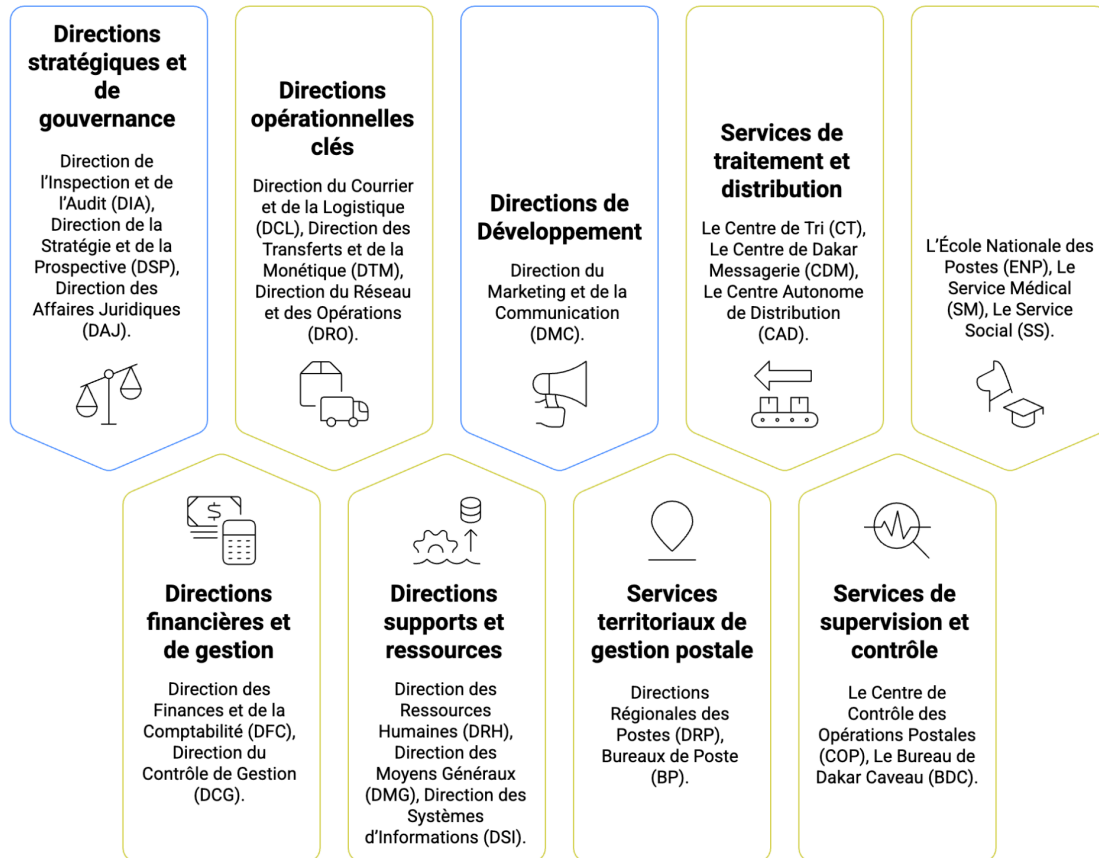 Directions
stratégiques et
de
gouvernance
Direction de
l'Inspection et de
l'Audit (DIA),
Direction de la
Stratégie et de la
Prospective (DSP),
Direction des
Affaires Juridiques
(DAJ).
Directions
opérationnelles
clés
Direction du Courrier
et de la Logistique
(DCL), Direction des
Transferts et de la
Monétique (DTM),
Direction du Réseau
et des Opérations
(DRO).
Directions de
Développement
Direction du
Marketing et de la
Communication
(DMC).
Services de
traitement et
distribution
Le Centre de Tri (CT),
Le Centre de Dakar
Messagerie (CDM),
Le Centre Autonome
de Distribution
(CAD).
L'École Nationale des
Postes (ENP), Le
Service Médical
(SM), Le Service
Social (SS).
$
Directions
financières et
de gestion
Direction des
Finances et de la
Comptabilité (DFC),
Direction du
Contrôle de Gestion
(DCG).
Directions
supports et
ressources
Direction des
Ressources
Humaines (DRH),
Direction des
Moyens Généraux
(DMG), Direction des
Systèmes
d'Informations (DSI).
Services
territoriaux de
gestion postale
Directions
Régionales des
Postes (DRP),
Bureaux de Poste
(BP).
Services de
supervision et
contrôle
Le Centre de
Contrôle des
Opérations Postales
(COP), Le Bureau de
Dakar Caveau (BDC).